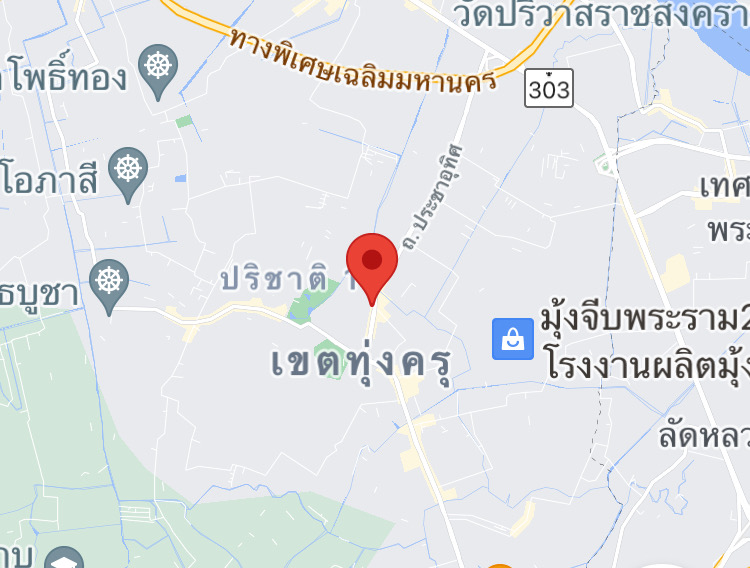 วัดปริวาสราชสงครา
ทางพิเศษเฉลิมมหานคร
โพธิ์ทอง
303
โอภาสี
ถ. ประชาอุทิศ
เทศ
พระ
ปริชาติ
ธบูชา
มุ้งจีบพระราม2
โรงงานผลิตมุ้ง
เขตทุ่งครุ
ลัดหลว